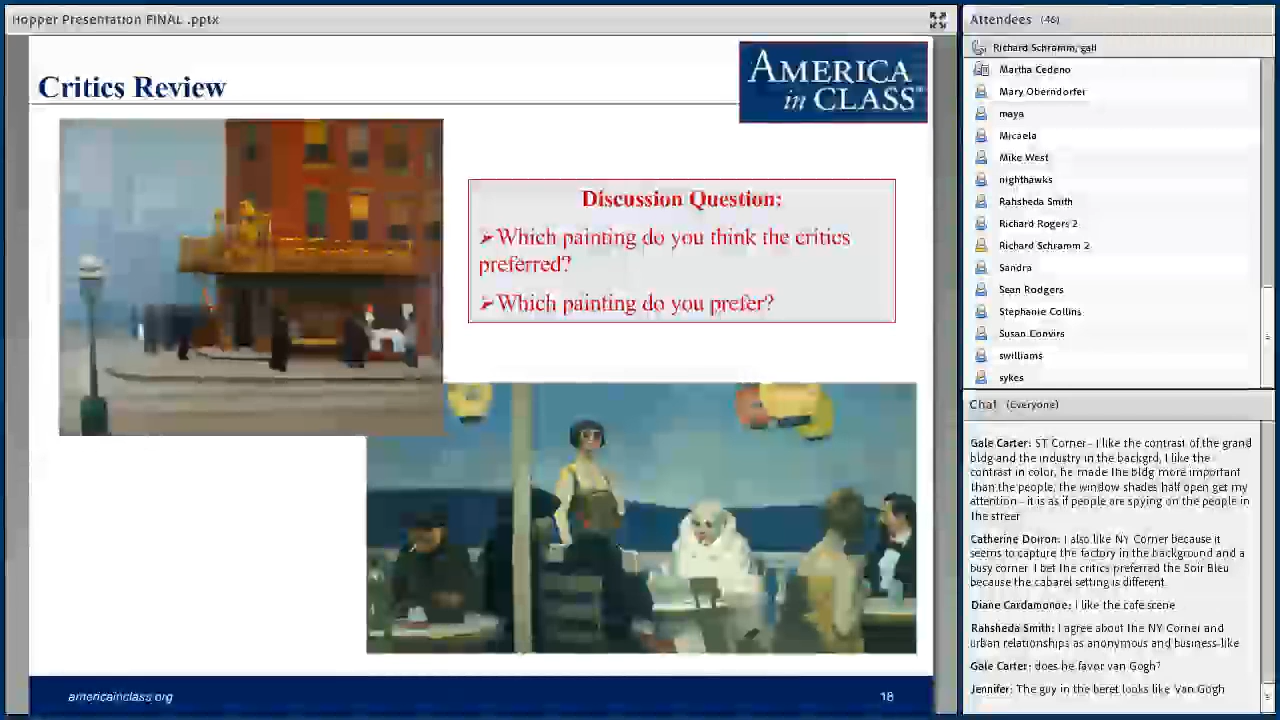 Hopper Presentation FINAL .pptx
Critics Review
AMERICA
in CLASS
Discussion Question:
➢Which painting do you think the critics
preferred?
➢Which painting do you prefer?
americainclass.org
18
Attendees (46)
Richard Schramm, gall
Martha Cedeno
Mary Oberndorfer
maya
Micaela
Mike West
nighthawks
Rahsheda Smith
Richard Rogers 2
Richard Schramm 2
Sandra
Sean Rodgers
Stephanie Collins
Susan
swilliams
sykes
Chat (Everyone)
Gale Carter: ST Corner - I like the contrast of the grand
bldg and the industry in the backgrd, I like the
contrast in color, he made the bldg more important
than the people, the window shades half open get my
attention - it is as if people are spying on the people in
the street
Catherine Doiron: I also like NY Corner because it
seems to capture the factory in the background and a
busy corner I bet the critics preferred the Soir Bleu
because the cabaret setting is different
Diane Cardamonoe: I like the cafe scene
Rahsheda Smith: I agree about the NY Corner and
urban relationships as anonymous and business-like
Gale Carter: does he favor van Gogh?
Jennifer: The guy in the beret looks like Van Gogh